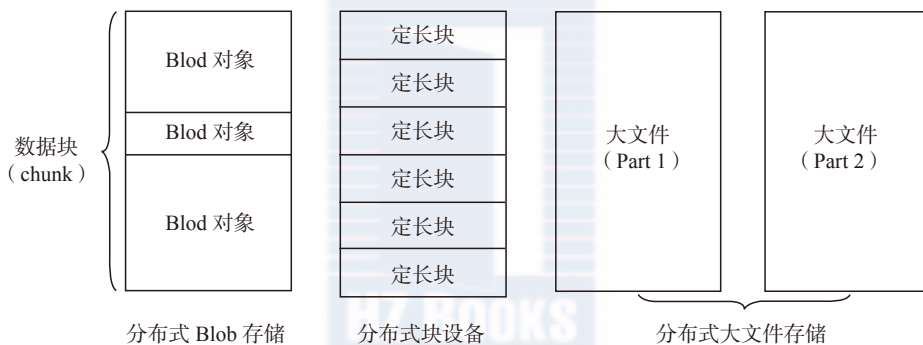 数据块
（chunk）
Blod 对象
Blod 对象
Blod 对象
分布式 Blob 存储
定长块
定长块
定长块
定长块
定长块
定长块
分布式块设备
大文件
（Part 1）
大文件
（Part 2）
分布式大文件存储
HZ BOOKS